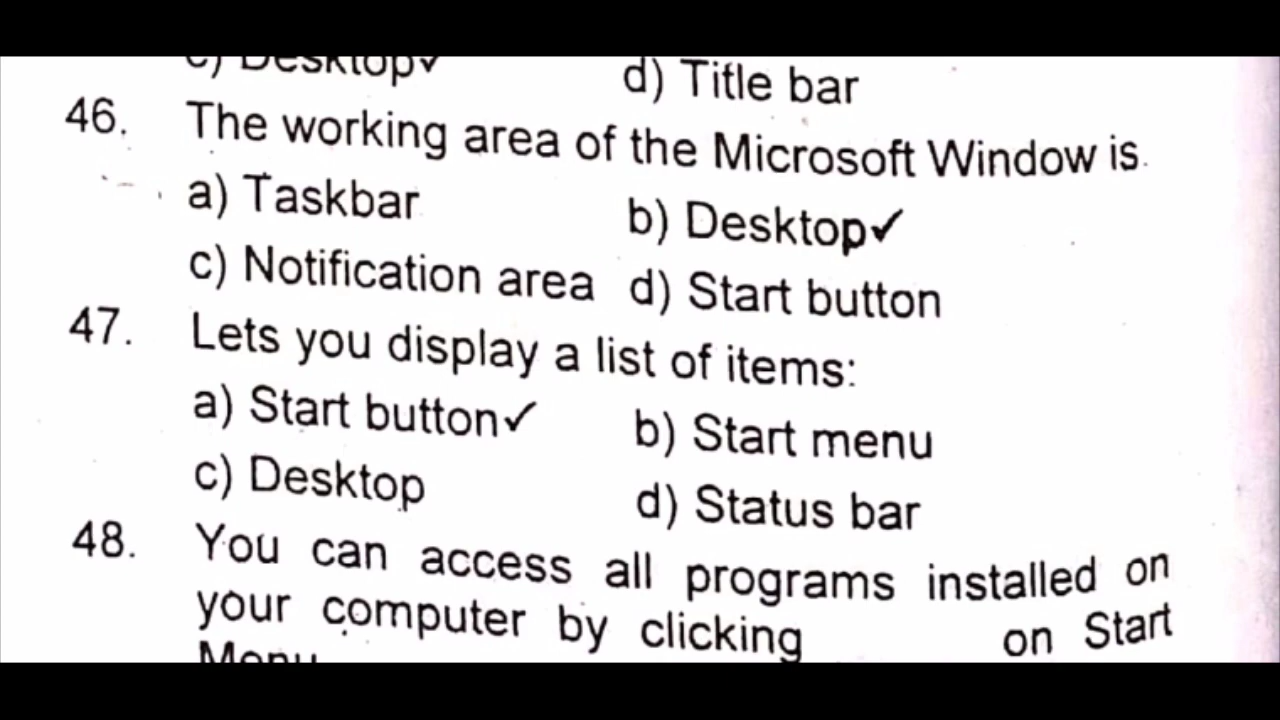 c) Desktop✓ d) Title bar
46. The working area of the Microsoft Window is.
a) Taskbar b) Desktop✓
c) Notification area d) Start button
47. Lets you display a list of items:
a) Start button✓ b) Start menu
c) Desktop d) Status bar
48. You can access all programs installed on
your computer by clicking on Start
Menu